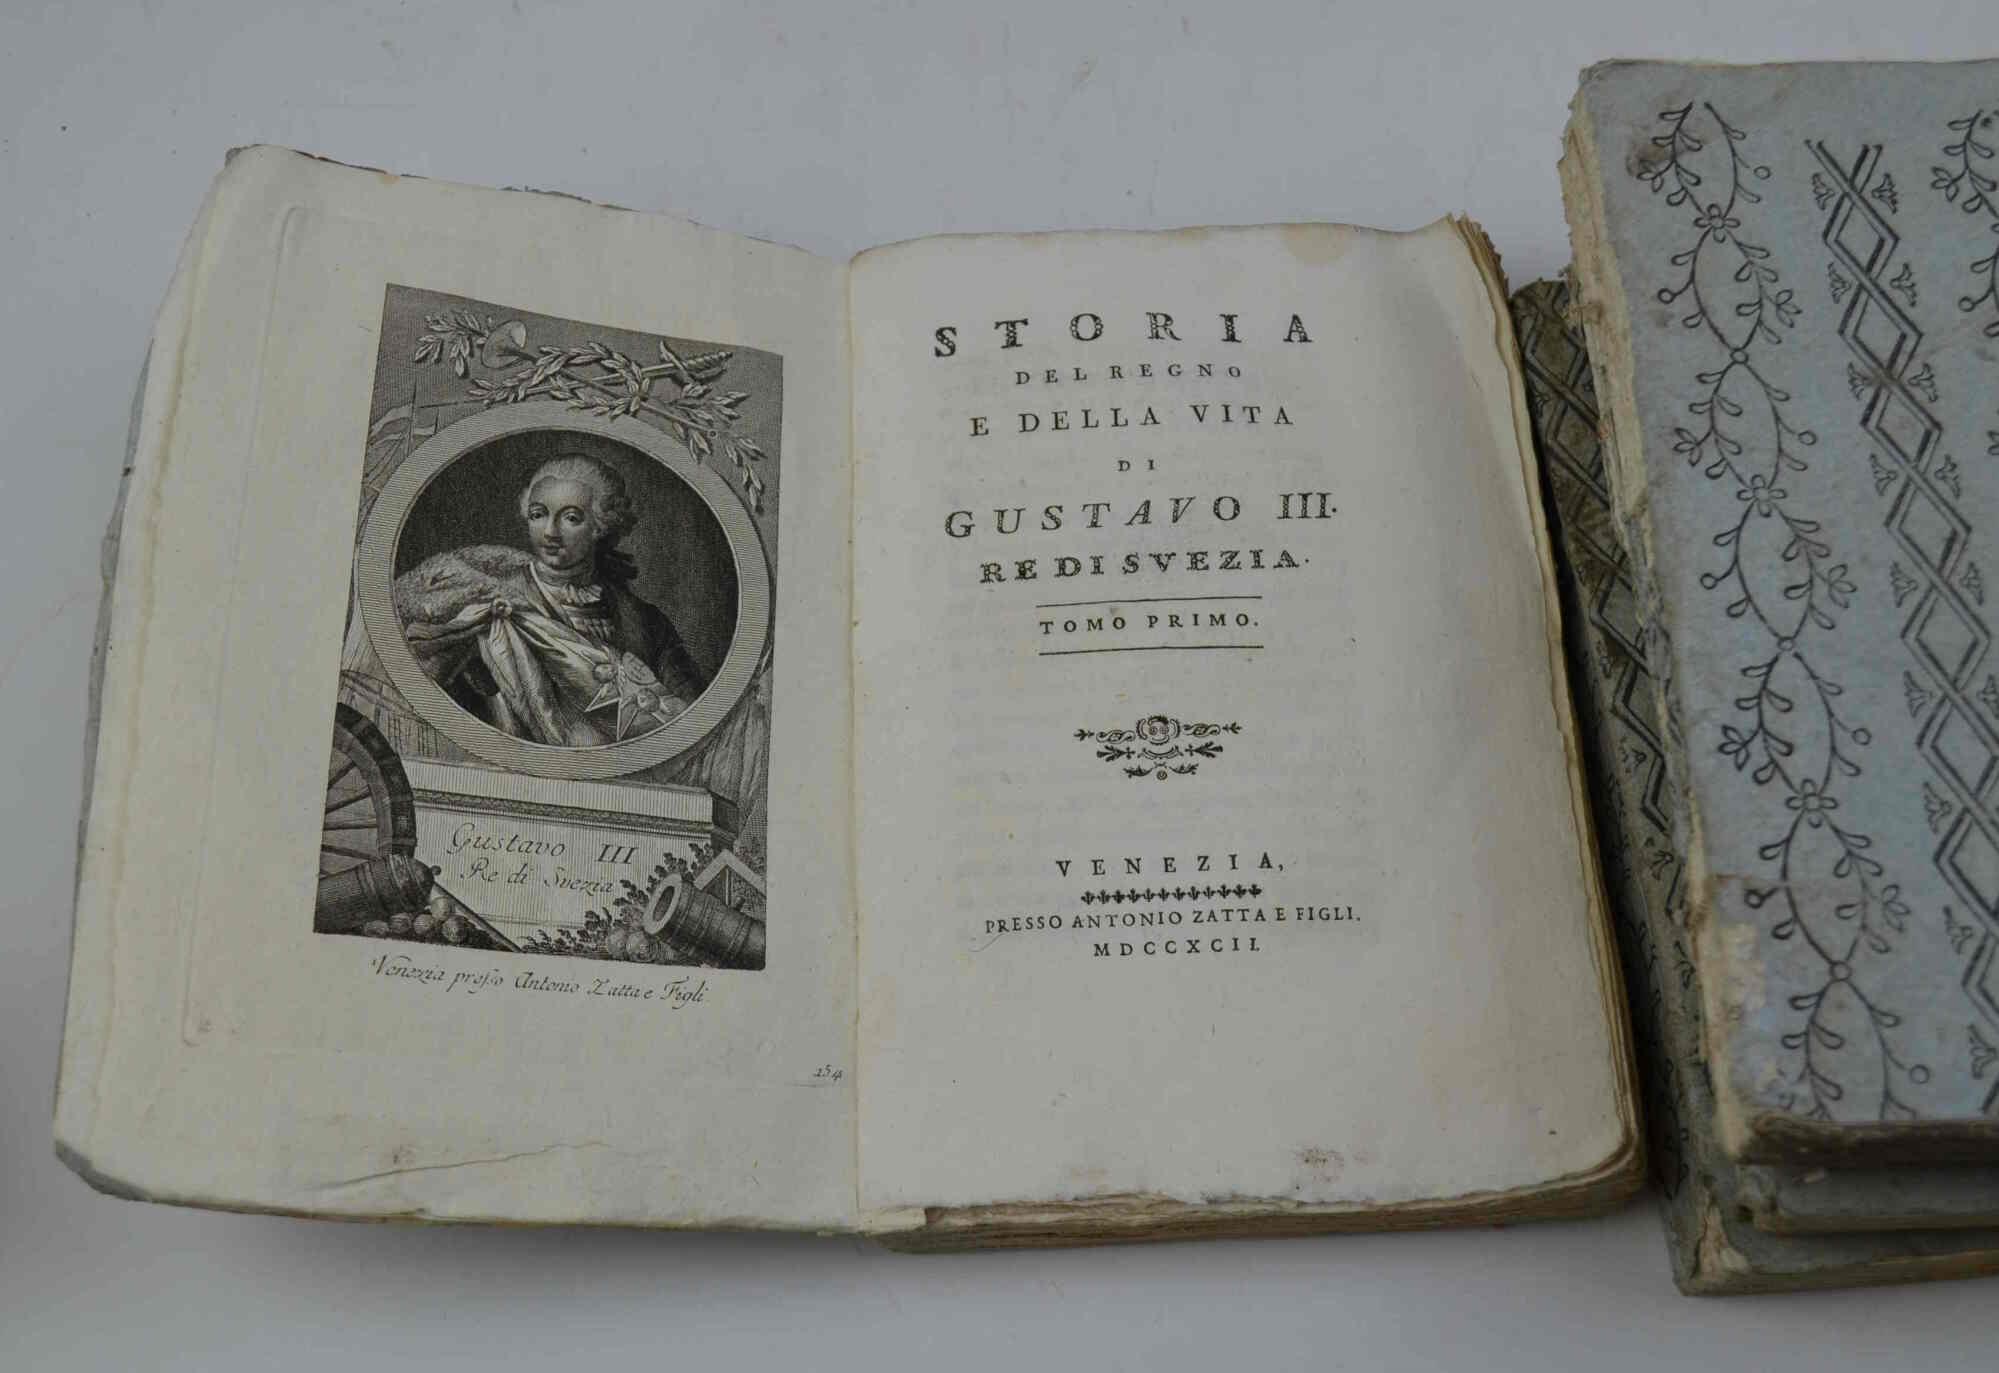 Gustavo III
Re di Svezia
Venezia presso Antonio Zatta e Figli.
154
STORIA
DEL REGNO
E DELLA VITA
DI
GUSTAVO III.
RE DI SVEZIA.
TOMO PRIMO.
VENEZIA,
PRESSO ANTONIO ZATTA E FIGLI.
MDCCXCII.